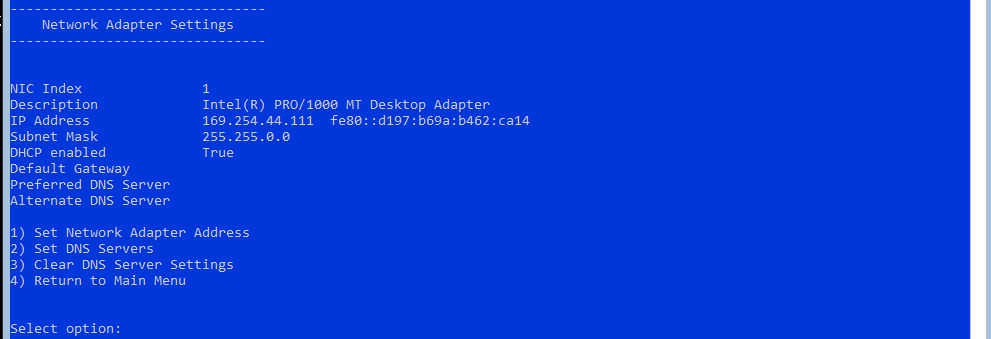 --------------------------------
Network Adapter Settings
--------------------------------
NIC Index 1
Description Intel(R) PRO/1000 MT Desktop Adapter
IP Address 169.254.44.111 fe80::d197:b69a:b462:ca14
Subnet Mask 255.255.0.0
DHCP enabled True
Default Gateway
Preferred DNS Server
Alternate DNS Server
1) Set Network Adapter Address
2) Set DNS Servers
3) Clear DNS Server Settings
4) Return to Main Menu
Select option: